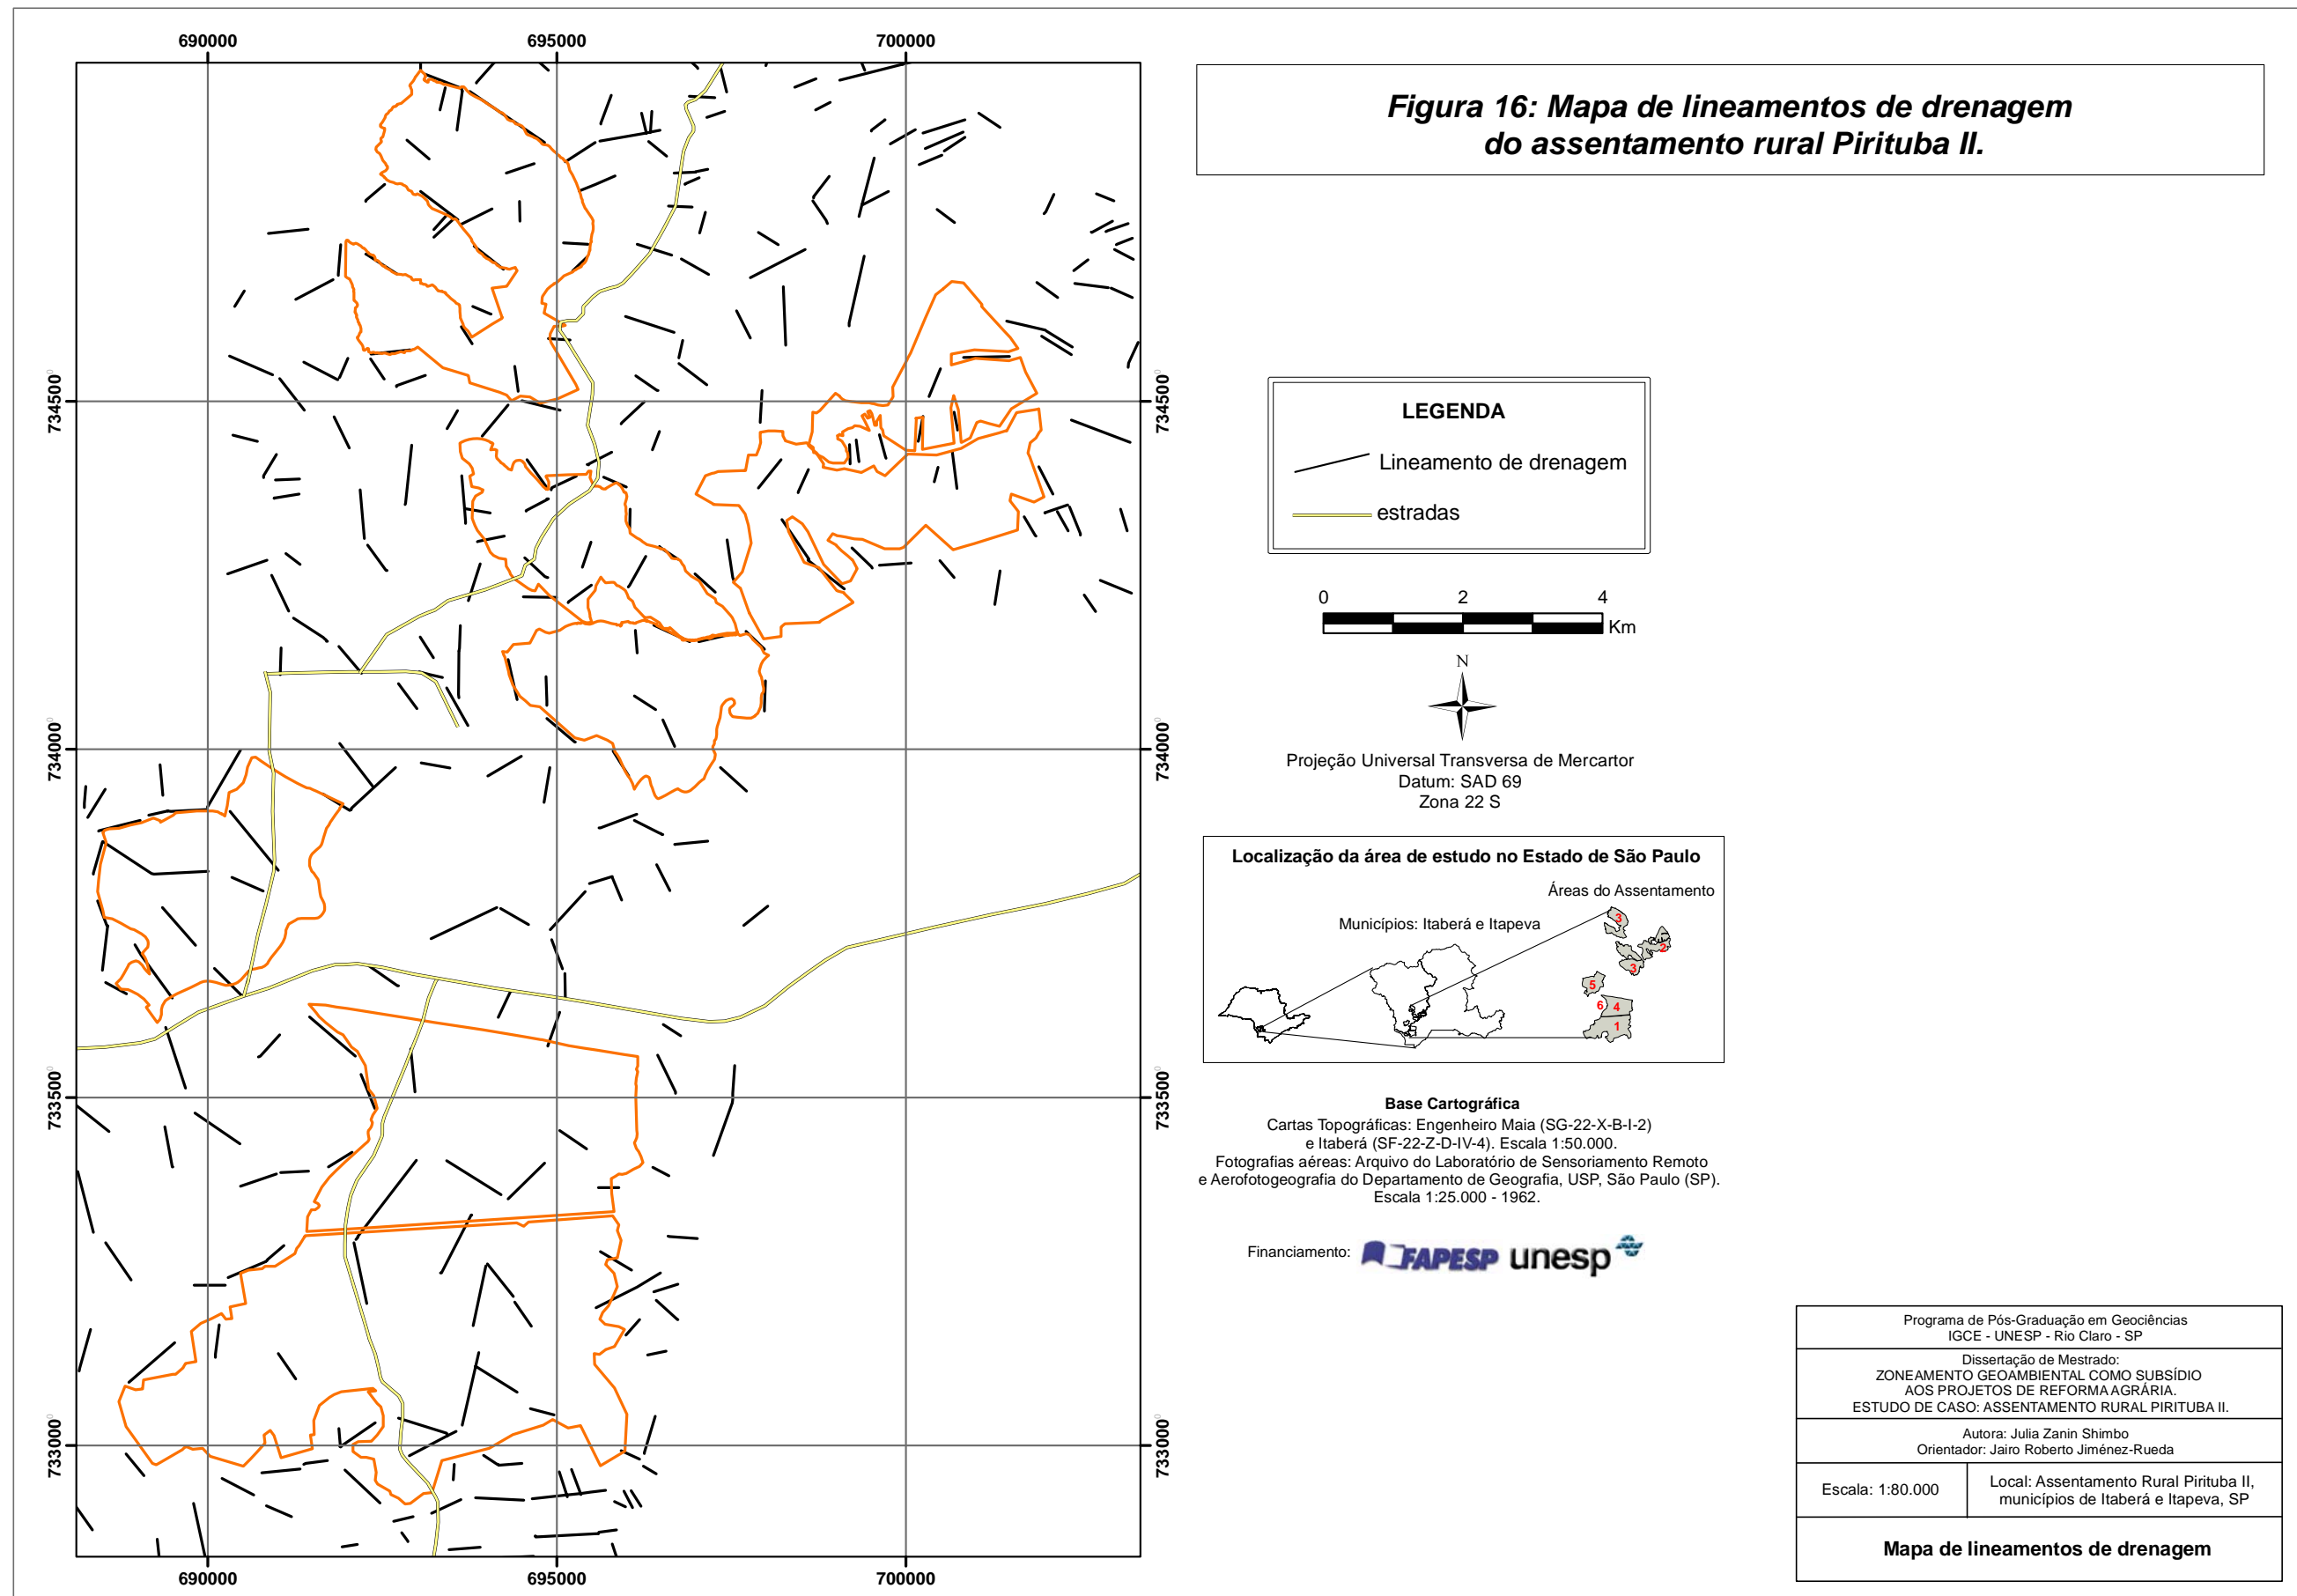 690000
695000
700000
7345000
7340000
7335000
7330000
7345000
7340000
7335000
7330000
690000
695000
700000
Figura 16: Mapa de lineamentos de drenagem
do assentamento rural Pirituba II.
LEGENDA
Lineamento de drenagem
estradas
0 2 4
Km
N
Projeção Universal Transversa de Mercartor
Datum: SAD 69
Zona 22 S
Localização da área de estudo no Estado de São Paulo
Áreas do Assentamento
Municípios: Itaberá e Itapeva
3
2
3
5
6 4
1
Base Cartográfica
Cartas Topográficas: Engenheiro Maia (SG-22-X-B-I-2)
e Itaberá (SF-22-Z-D-IV-4). Escala 1:50.000.
Fotografias aéreas: Arquivo do Laboratório de Sensoriamento Remoto
e Aerofotogeografia do Departamento de Geografia, USP, São Paulo (SP).
Escala 1:25.000 - 1962.
Financiamento: FAPESP unesp
Programa de Pós-Graduação em Geociências
IGCE - UNESP - Rio Claro - SP
Dissertação de Mestrado:
ZONEAMENTO GEOAMBIENTAL COMO SUBSÍDIO
AOS PROJETOS DE REFORMA AGRÁRIA.
ESTUDO DE CASO: ASSENTAMENTO RURAL PIRITUBA II.
Autora: Julia Zanin Shimbo
Orientador: Jairo Roberto Jiménez-Rueda
Escala: 1:80.000
Local: Assentamento Rural Pirituba II,
municípios de Itaberá e Itapeva, SP
Mapa de lineamentos de drenagem